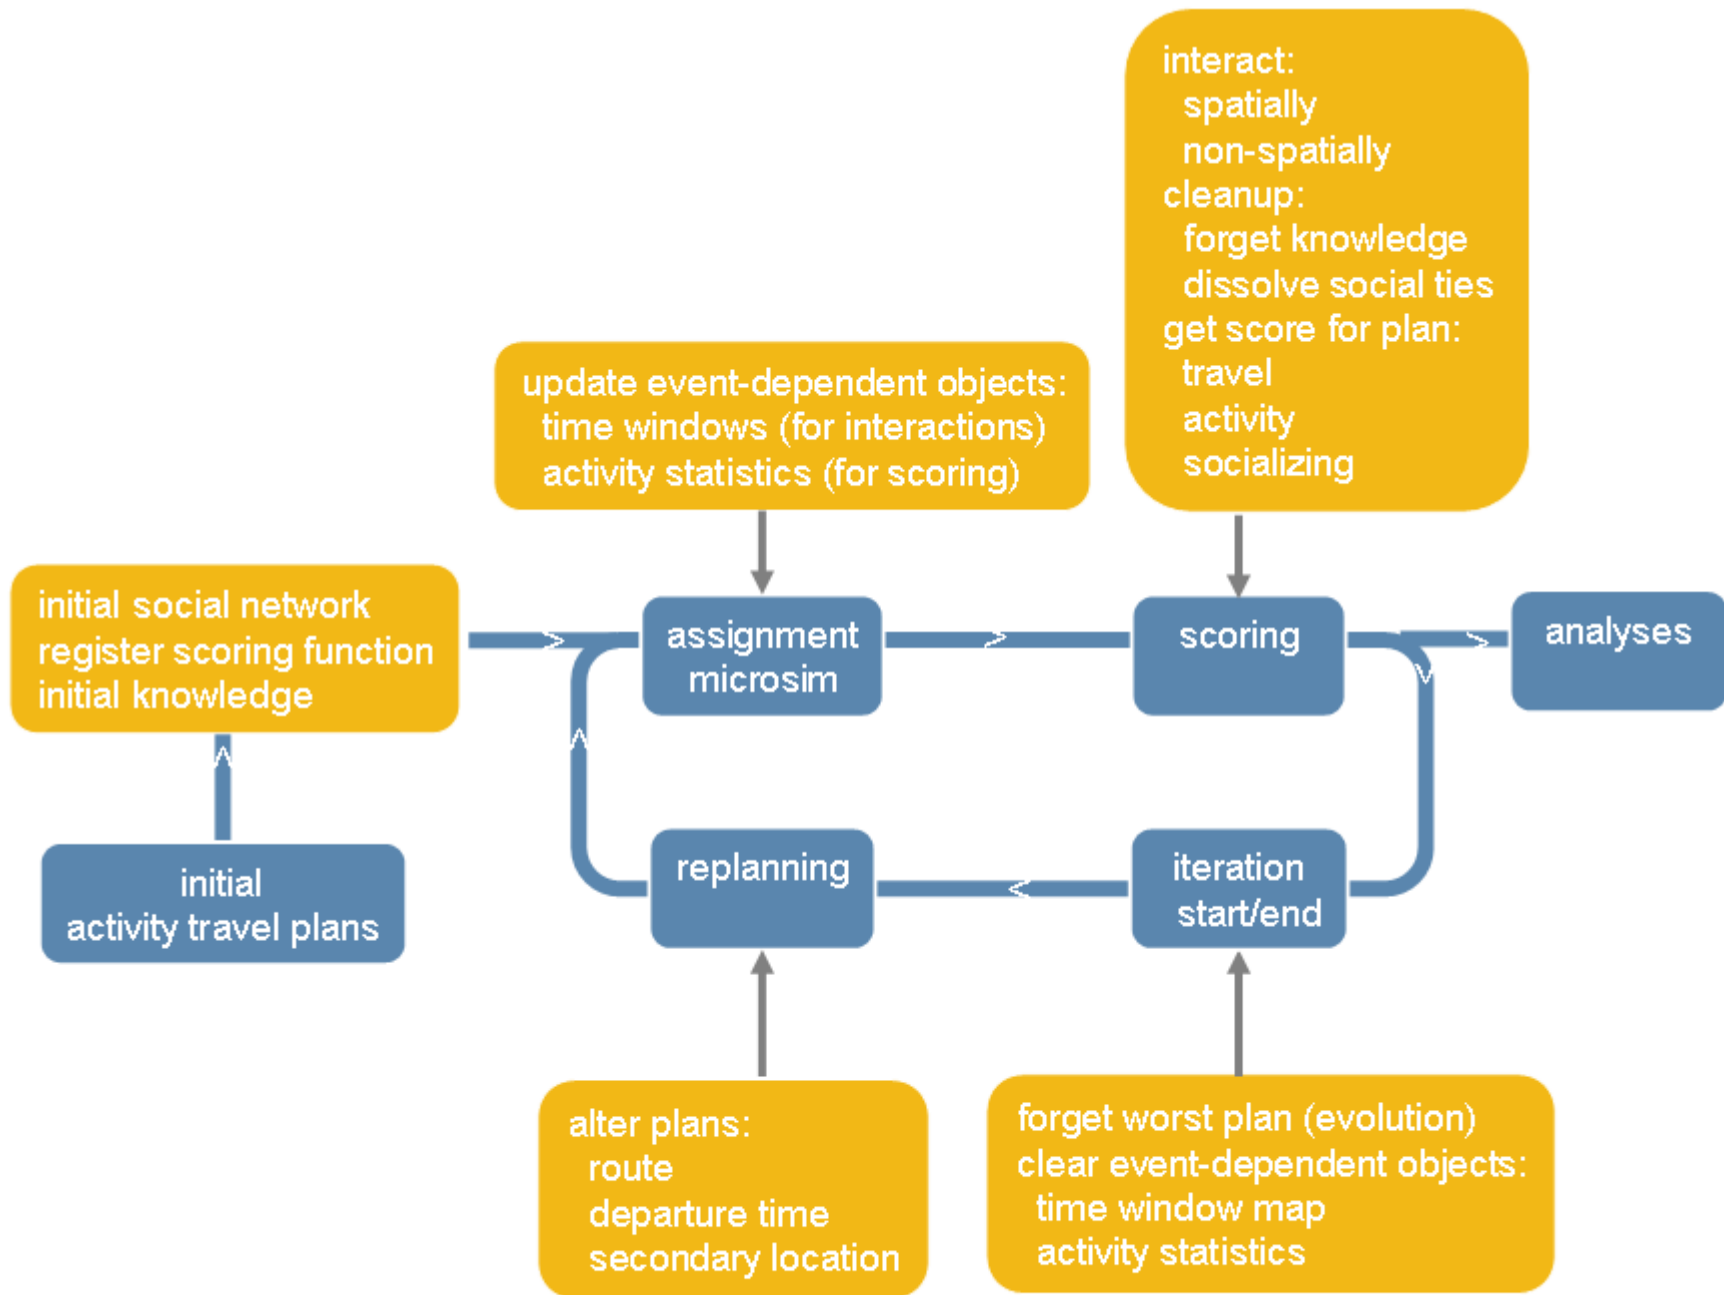 interact:
spatially
non-spatially
cleanup:
forget knowledge
dissolve social ties
get score for plan:
travel
activity
socializing
update event-dependent objects:
time windows (for interactions)
activity statistics (for scoring)
initial social network
register scoring function
initial knowledge
assignment
microsim
scoring
analyses
initial
activity travel plans
replanning
iteration
start/end
alter plans:
route
departure time
secondary location
forget worst plan (evolution)
clear event-dependent objects:
time window map
activity statistics